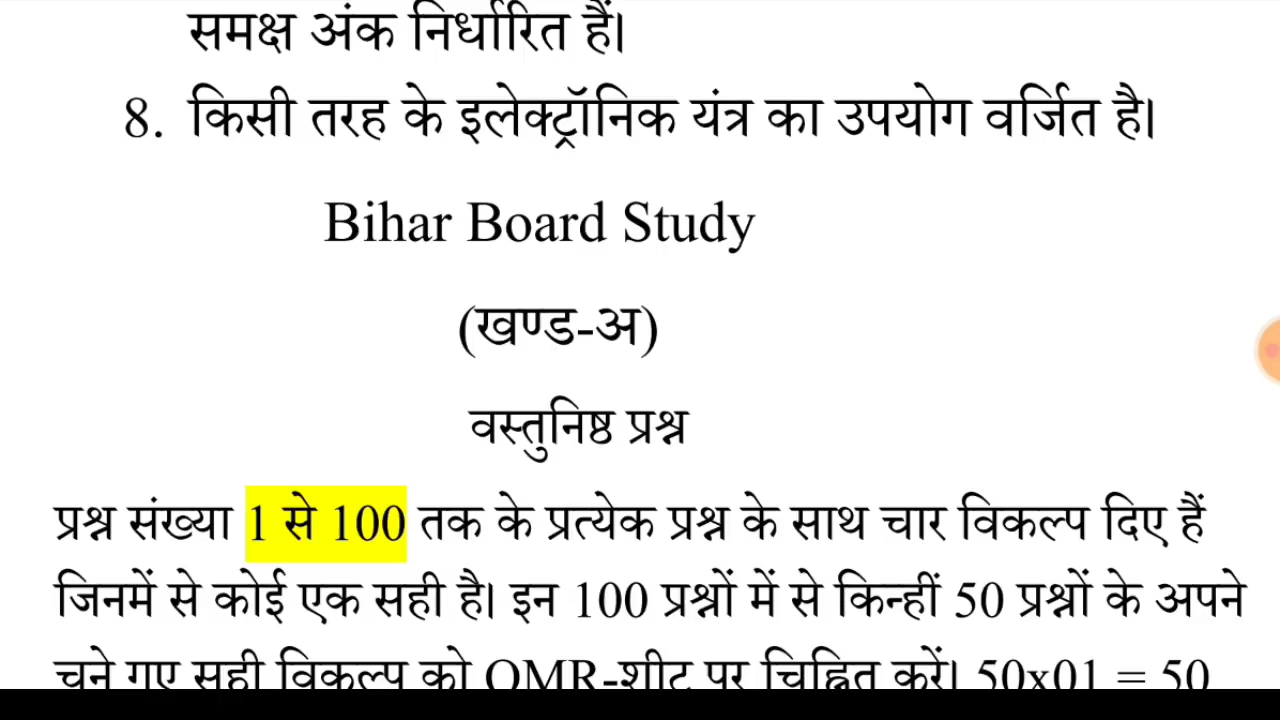 समक्ष अंक निर्धारित हैं।
8. किसी तरह के इलेक्ट्रॉनिक यंत्र का उपयोग वर्जित है।
Bihar Board Study
(खण्ड-अ)
वस्तुनिष्ठ प्रश्न
प्रश्न संख्या 1 से 100 तक के प्रत्येक प्रश्न के साथ चार विकल्प दिए हैं
जिनमें से कोई एक सही है। इन 100 प्रश्नों में से किन्हीं 50 प्रश्नों के अपने
चुने गए सही विकल्प को OMR-शीट पर चिह्नित करें। 50x01 = 50